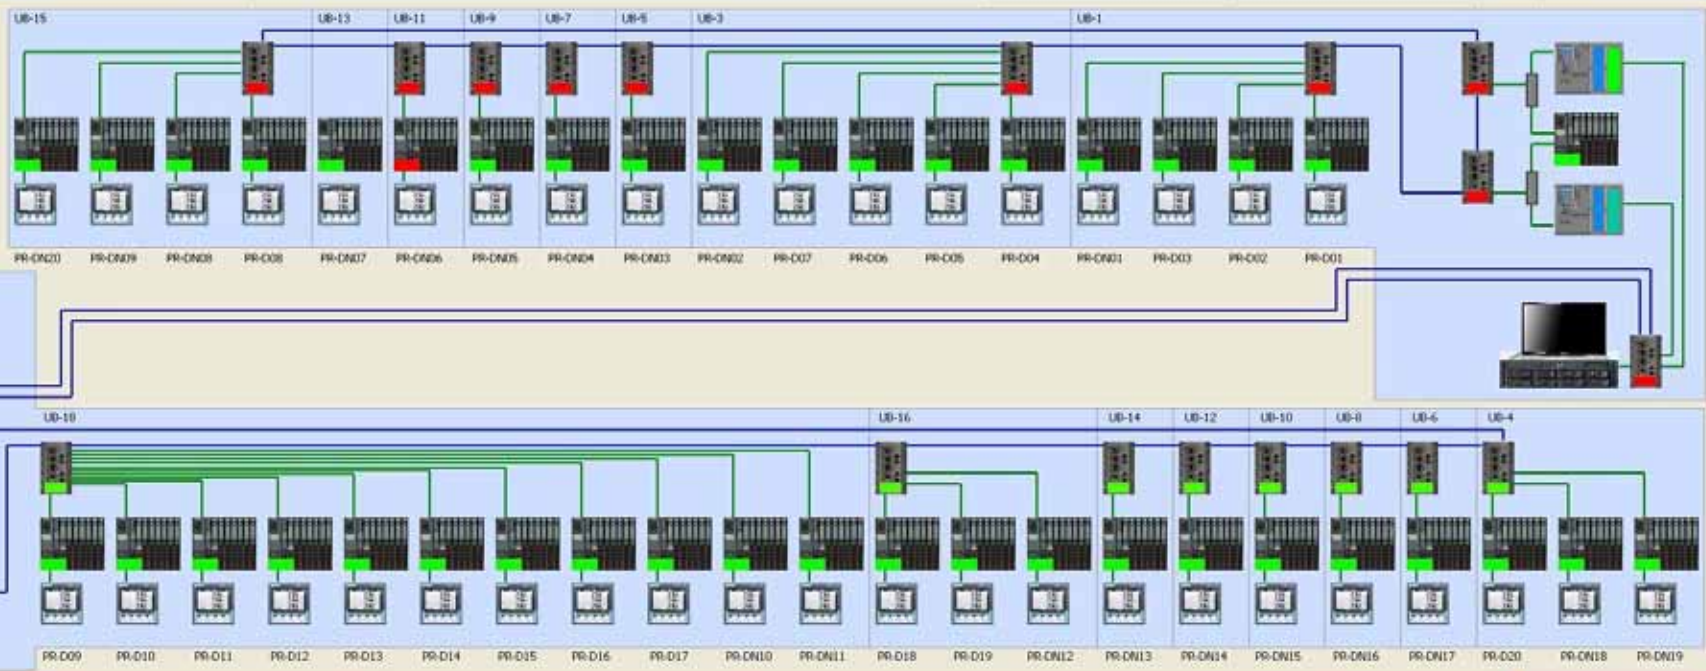 UB-15 UB-13 UB-11 UB-9 UB-7 UB-5 UB-3 UB-1
PR-DN20 PR-DN09 PR-DN08 PR-D08 PR-DN07 PR-DN06 PR-DN05 PR-DN04 PR-DN03 PR-DN02 PR-D07 PR-D06 PR-D05 PR-D04 PR-DN01 PR-D03 PR-D02 PR-D01
UB-18 UB-16 UB-14 UB-12 UB-10 UB-8 UB-6 UB-4
PR-D09 PR-D10 PR-D11 PR-D12 PR-D13 PR-D14 PR-D15 PR-D16 PR-D17 PR-DN10 PR-DN11 PR-D18 PR-D19 PR-DN12 PR-DN13 PR-DN14 PR-DN15 PR-DN16 PR-DN17 PR-D20 PR-DN18 PR-DN19